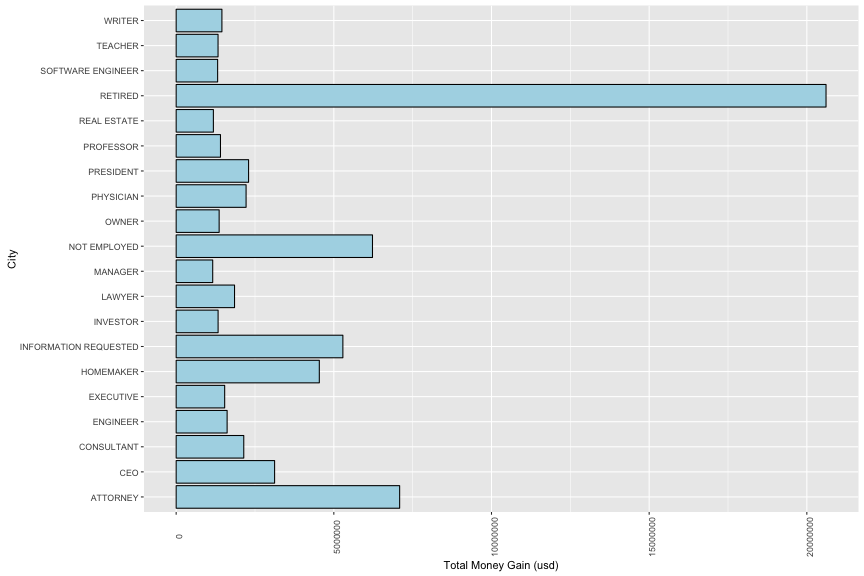 WRITER
TEACHER
SOFTWARE ENGINEER
RETIRED
REAL ESTATE
PROFESSOR
PRESIDENT
PHYSICIAN
OWNER
NOT EMPLOYED
MANAGER
LAWYER
INVESTOR
INFORMATION REQUESTED
HOMEMAKER
EXECUTIVE
ENGINEER
CONSULTANT
CEO
ATTORNEY
City
0
5000000
10000000
15000000
20000000
Total Money Gain (usd)